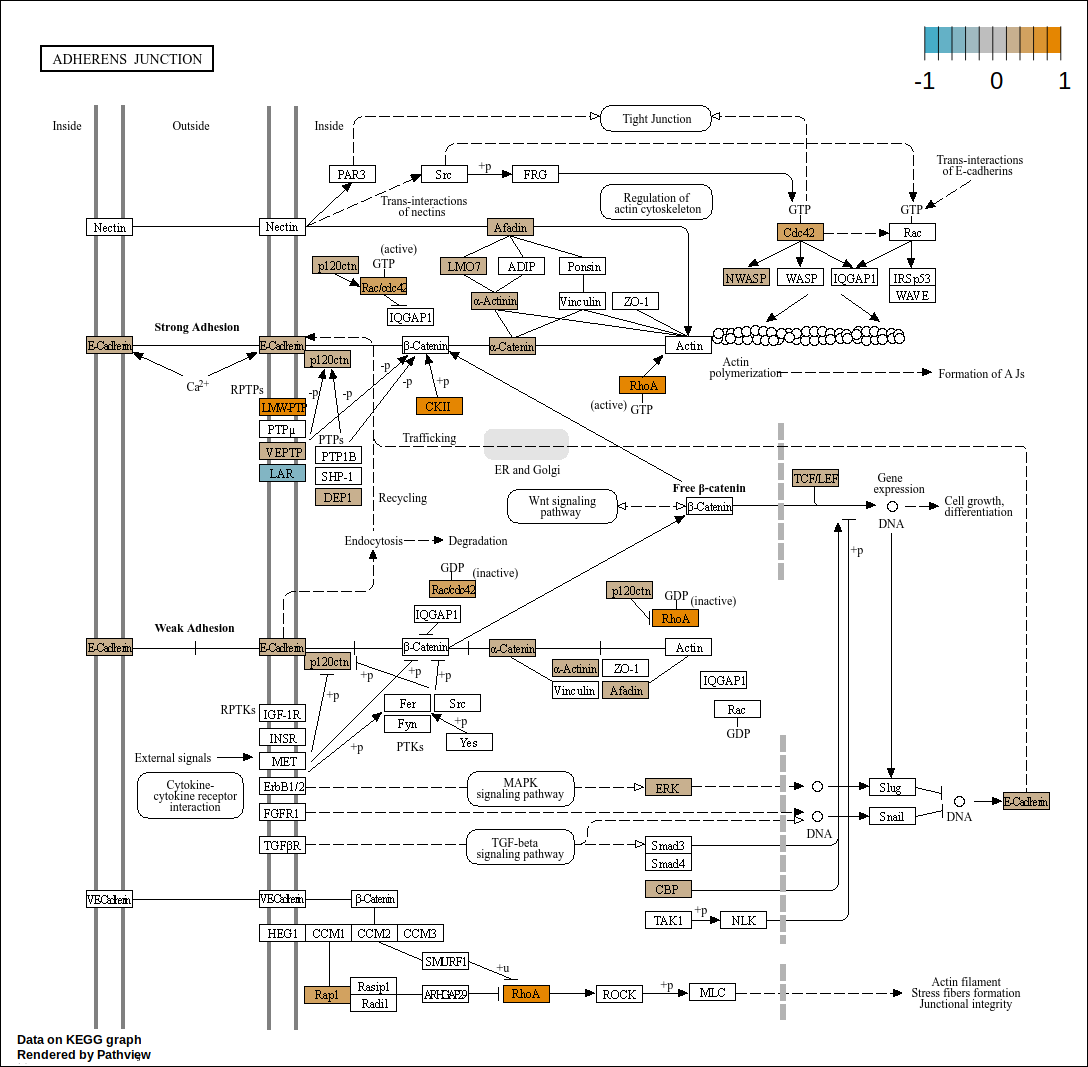 ADHERENS JUNCTION
-1 0 1
Inside
Outside
Inside
Tight Junction
PAR3
Src
+p
FRG
Trans-interactions
of E-cadherins
Trans-interactions
of nectins
Regulation of
actin cytoskeleton
GTP
GTP
Nectin
Nectin
Afadin
Cdc42
Rac
(active)
GTP
p120ctn
Rac/cdc42
LMO7
ADIP
Ponsin
NWASP
WASP
IQGAP1
IRSp53
WAVE
α-Actinin
Vinculin
ZO-1
IQGAP1
Strong Adhesion
E-Cadherin
E-Cadherin
β-Catenin
α-Catenin
Actin
p120ctn
Actin
polymerization
Formation of AJs
Ca2+
RPTPs
-p
-p
-p
-p
+p
RhoA
(active)
GTP
LMW-PTP
CKII
PTPμ
PTPs
VEPTP
PTP1B
LAR
SHP-1
DEP1
Trafficking
ER and Golgi
Recycling
Wnt signaling
pathway
Free β-catenin
β-Catenin
TCF/LEF
Gene
expression
DNA
Cell growth,
differentiation
+p
Endocytosis
Degradation
GDP
(inactive)
Rac/cdc42
p120ctn
GDP
(inactive)
RhoA
IQGAP1
Weak Adhesion
E-Cadherin
E-Cadherin
β-Catenin
α-Catenin
Actin
p120ctn
+p
+p
+p
+p
α-Actinin
ZO-1
Vinculin
Afadin
IQGAP1
Rac
GDP
RPTKs
IGF-1R
INSR
MET
Fer
Src
Fyn
+p
Yes
PTKs
+p
External signals
Cytokine-
cytokine receptor
interaction
ErbB1/2
MAPK
signaling pathway
ERK
Slug
FGFR1
Snail
DNA
DNA
E-Cadherin
TGFβR
TGF-beta
signaling pathway
Smad3
Smad4
CBP
TAK1
+p
NLK
VE-Cadherin
VE-Cadherin
β-Catenin
HEG1
CCM1
CCM2
CCM3
SMURF1
+u
Rap1
Rasip1
Radil
ARHGAP29
RhoA
ROCK
+p
MLC
Actin filament
Stress fibers formation
Junctional integrity
Data on KEGG graph
Rendered by Pathview